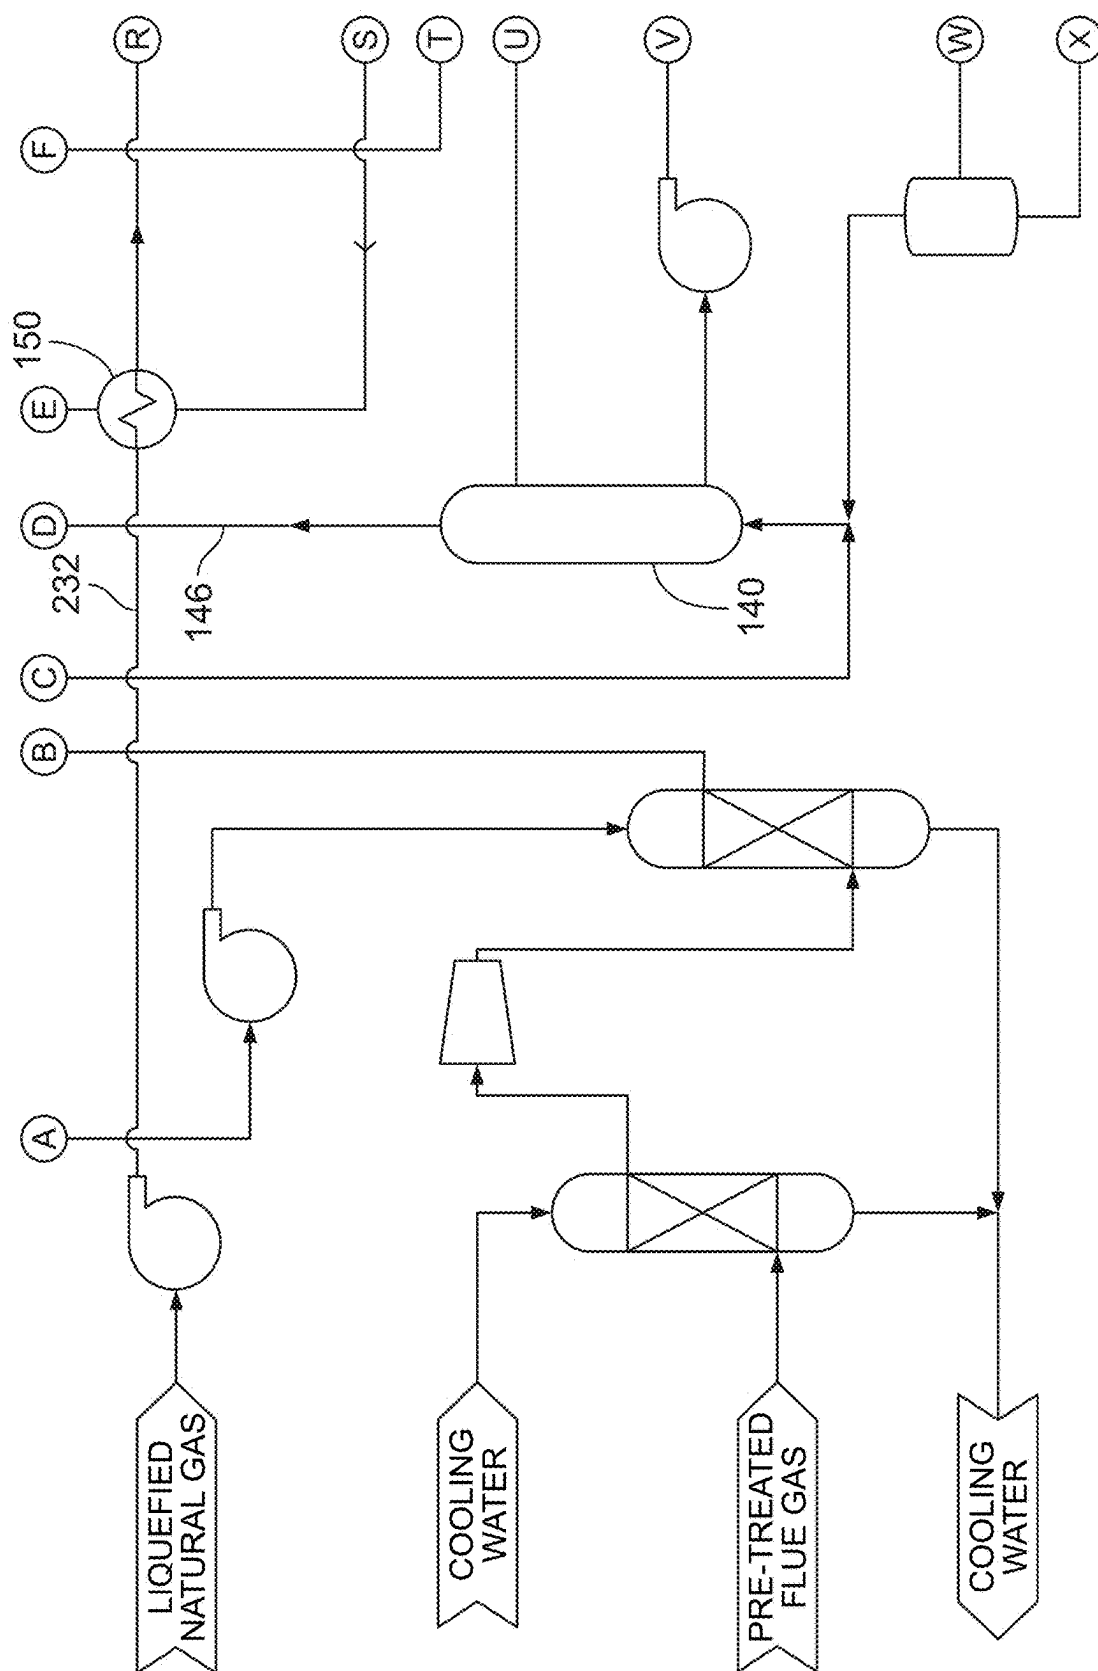 A
B
C
D
E
F
150
R
232
146
S
T
U
140
V
W
X
LIQUEFIED
NATURAL GAS
COOLING
WATER
PRE-TREATED
FLUE GAS
COOLING
WATER